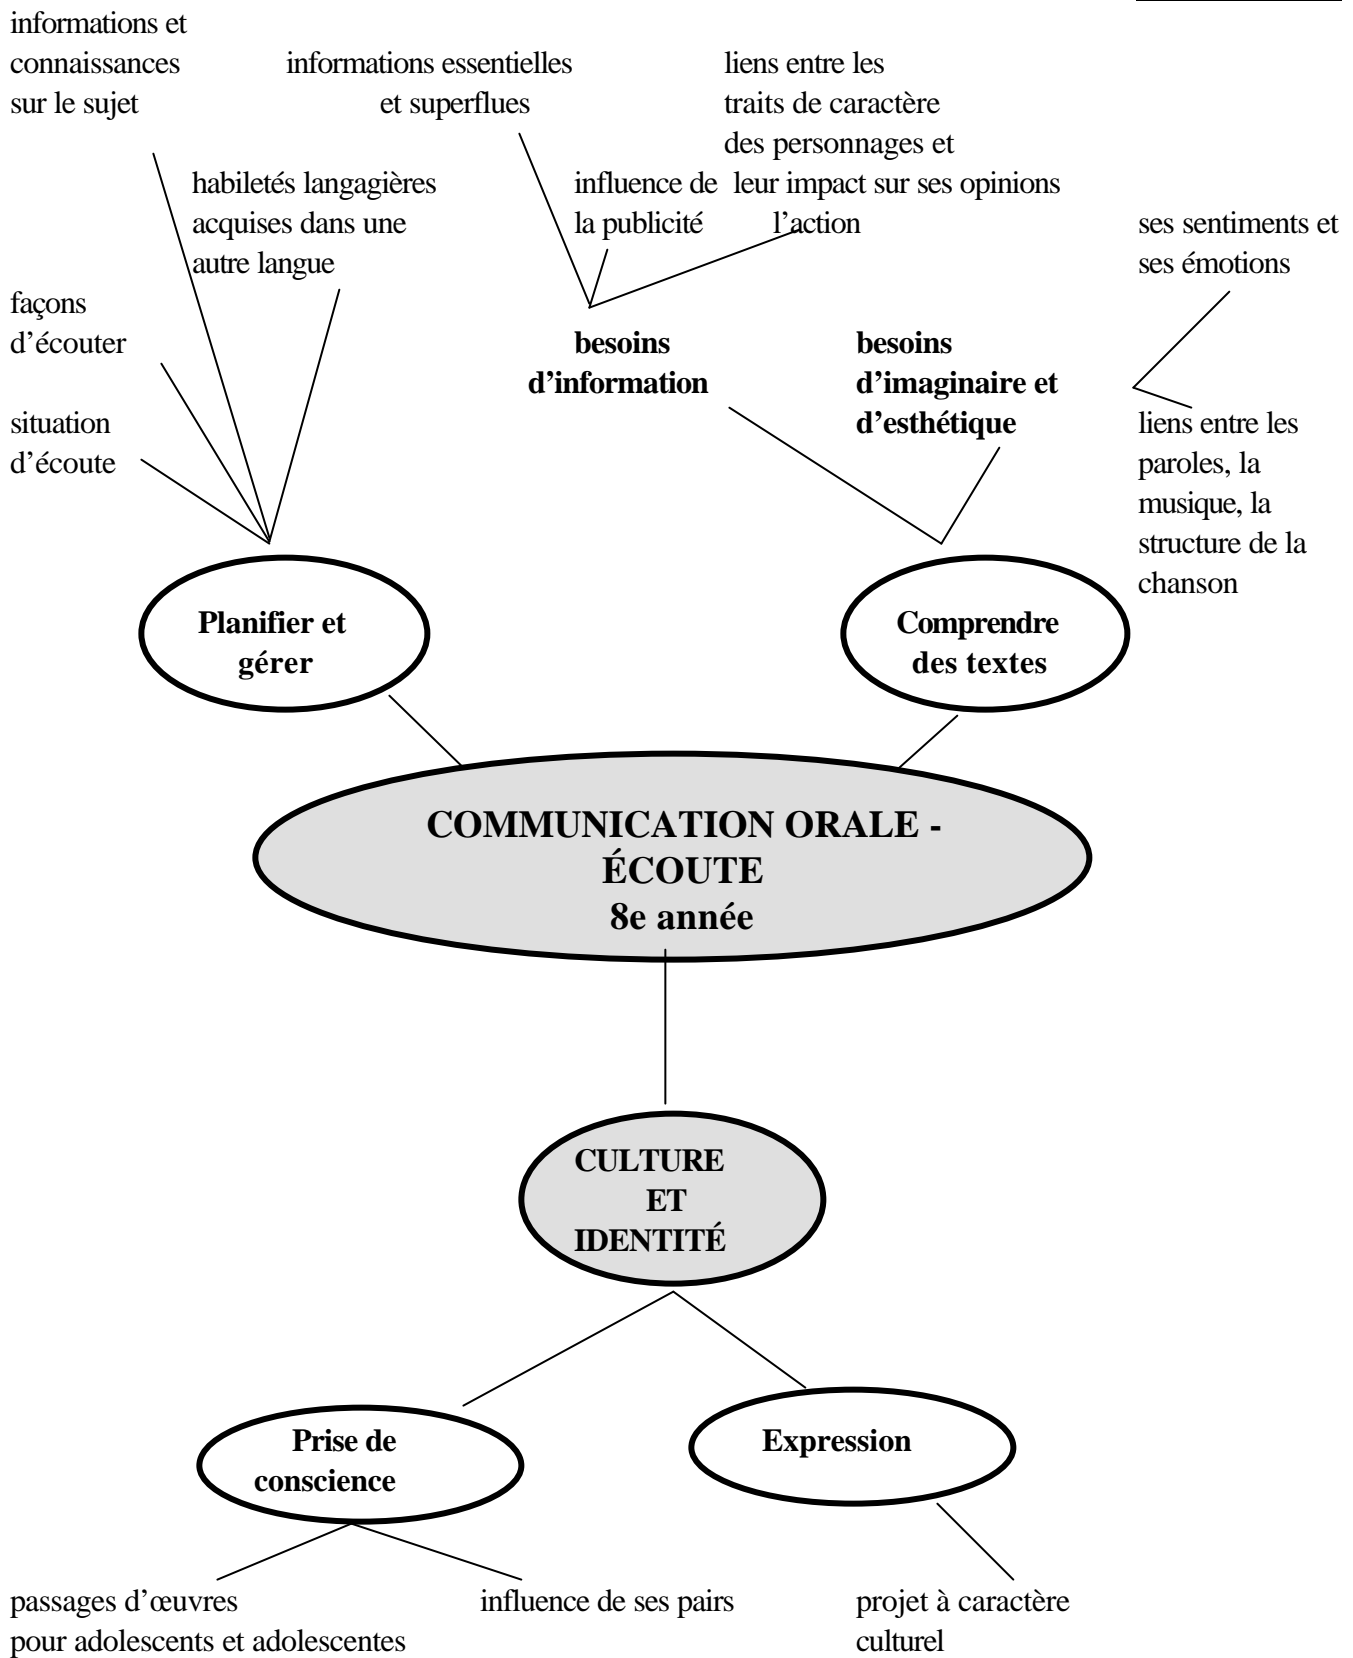 informations et
connaissances
sur le sujet
informations essentielles
et superflues
liens entre les
traits de caractère
des personnages et
leur impact sur ses opinions
l’action
habiletés langagières
acquises dans une
autre langue
influence de
la publicité
ses sentiments et
ses émotions
façons
d’écouter
situation
d’écoute
besoins
d’information
besoins
d’imaginaire et
d’esthétique
liens entre les
paroles, la
musique, la
structure de la
chanson
Planifier et
gérer
Comprendre
des textes
COMMUNICATION ORALE -
ÉCOUTE
8e année
CULTURE
ET
IDENTITÉ
Prise de
conscience
Expression
passages d’œuvres
pour adolescents et adolescentes
influence de ses pairs
projet à caractère
culturel